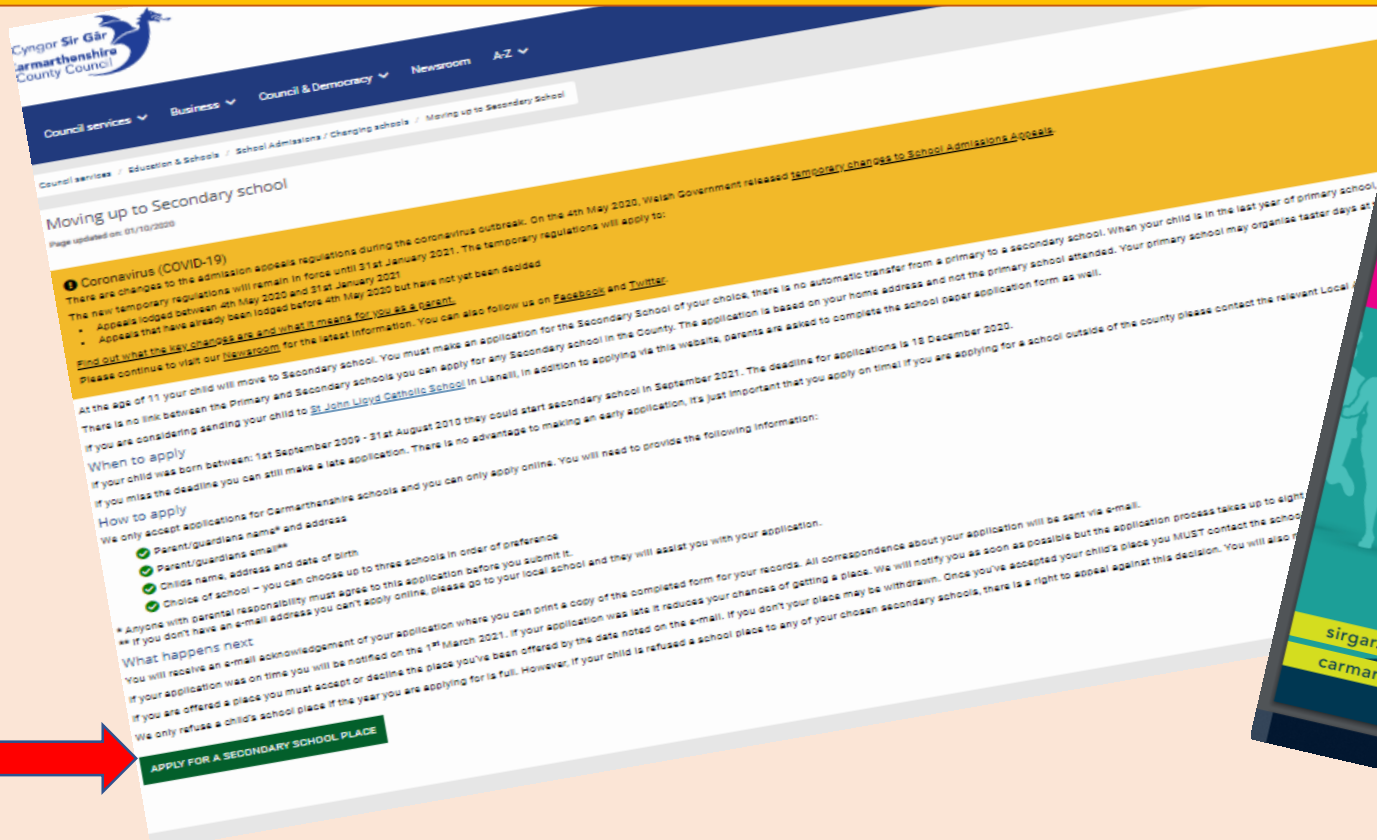 Cyngor Sir Gâr
Carmarthenshire
County Council
Council services
Business
Council & Democracy
Newsroom
A-Z
Council services / Education & Schools / School Admissions / Changing schools / Moving up to Secondary School
Moving up to Secondary school
Page updated on: 01/10/2020
Coronavirus (COVID-19)
There are changes to the admission appeals regulations during the coronavirus outbreak. On the 4th May 2020, Welsh Government released temporary changes to School Admissions Appeals.
The new temporary regulations will remain in force until 31st January 2021. The temporary regulations will apply to:
• Appeals lodged between 4th May 2020 and 31st January 2021
• Appeals that have already been lodged before 4th May 2020 but have not yet been decided
Find out what the key changes are and what it means for you as a parent.
Please continue to visit our Newsroom for the latest information. You can also follow us on Facebook and Twitter.
At the age of 11 your child will move to Secondary school. You must make an application for the Secondary School of your choice, there is no automatic transfer from a primary to a secondary school. When your child is in the last year of primary school,
There is no link between the Primary and Secondary schools you can apply for any Secondary school in the County. The application is based on your home address and not the primary school attended. Your primary school may organise taster days at
If you are considering sending your child to St John Lloyd Catholic School in Llanelli, in addition to applying via this website, parents are asked to complete the school paper application form as well.
When to apply
If your child was born between: 1st September 2009 - 31st August 2010 they could start secondary school in September 2021. The deadline for applications is 18 December 2020.
If you miss the deadline you can still make a late application. There is no advantage to making an early application, it's just important that you apply on time! If you are applying for a school outside of the county please contact the relevant Local
How to apply
We only accept applications for Carmarthenshire schools and you can only apply online. You will need to provide the following information:
Parent/guardians name* and address
Parent/guardians email**
Childs name, address and date of birth
Choice of school – you can choose up to three schools in order of preference
* Anyone with parental responsibility must agree to this application before you submit it.
** If you don't have an e-mail address you can't apply online, please go to your local school and they will assist you with your application.
What happens next
You will receive an e-mail acknowledgement of your application where you can print a copy of the completed form for your records. All correspondence about your application will be sent via e-mail.
If your application was on time you will be notified on the 1st March 2021. If your application was late it reduces your chances of getting a place. We will notify you as soon as possible but the application process takes up to eight
If you are offered a place you must accept or decline the place you've been offered by the date noted on the e-mail. If you don't your place may be withdrawn. Once you've accepted your child's place you MUST contact the
We only refuse a child's school place if the year you are applying for is full. However, if your child is refused a school place to any of your chosen secondary schools, there is a right to appeal against this decision. You will also
APPLY FOR A SECONDARY SCHOOL PLACE
sirgar.
carmar